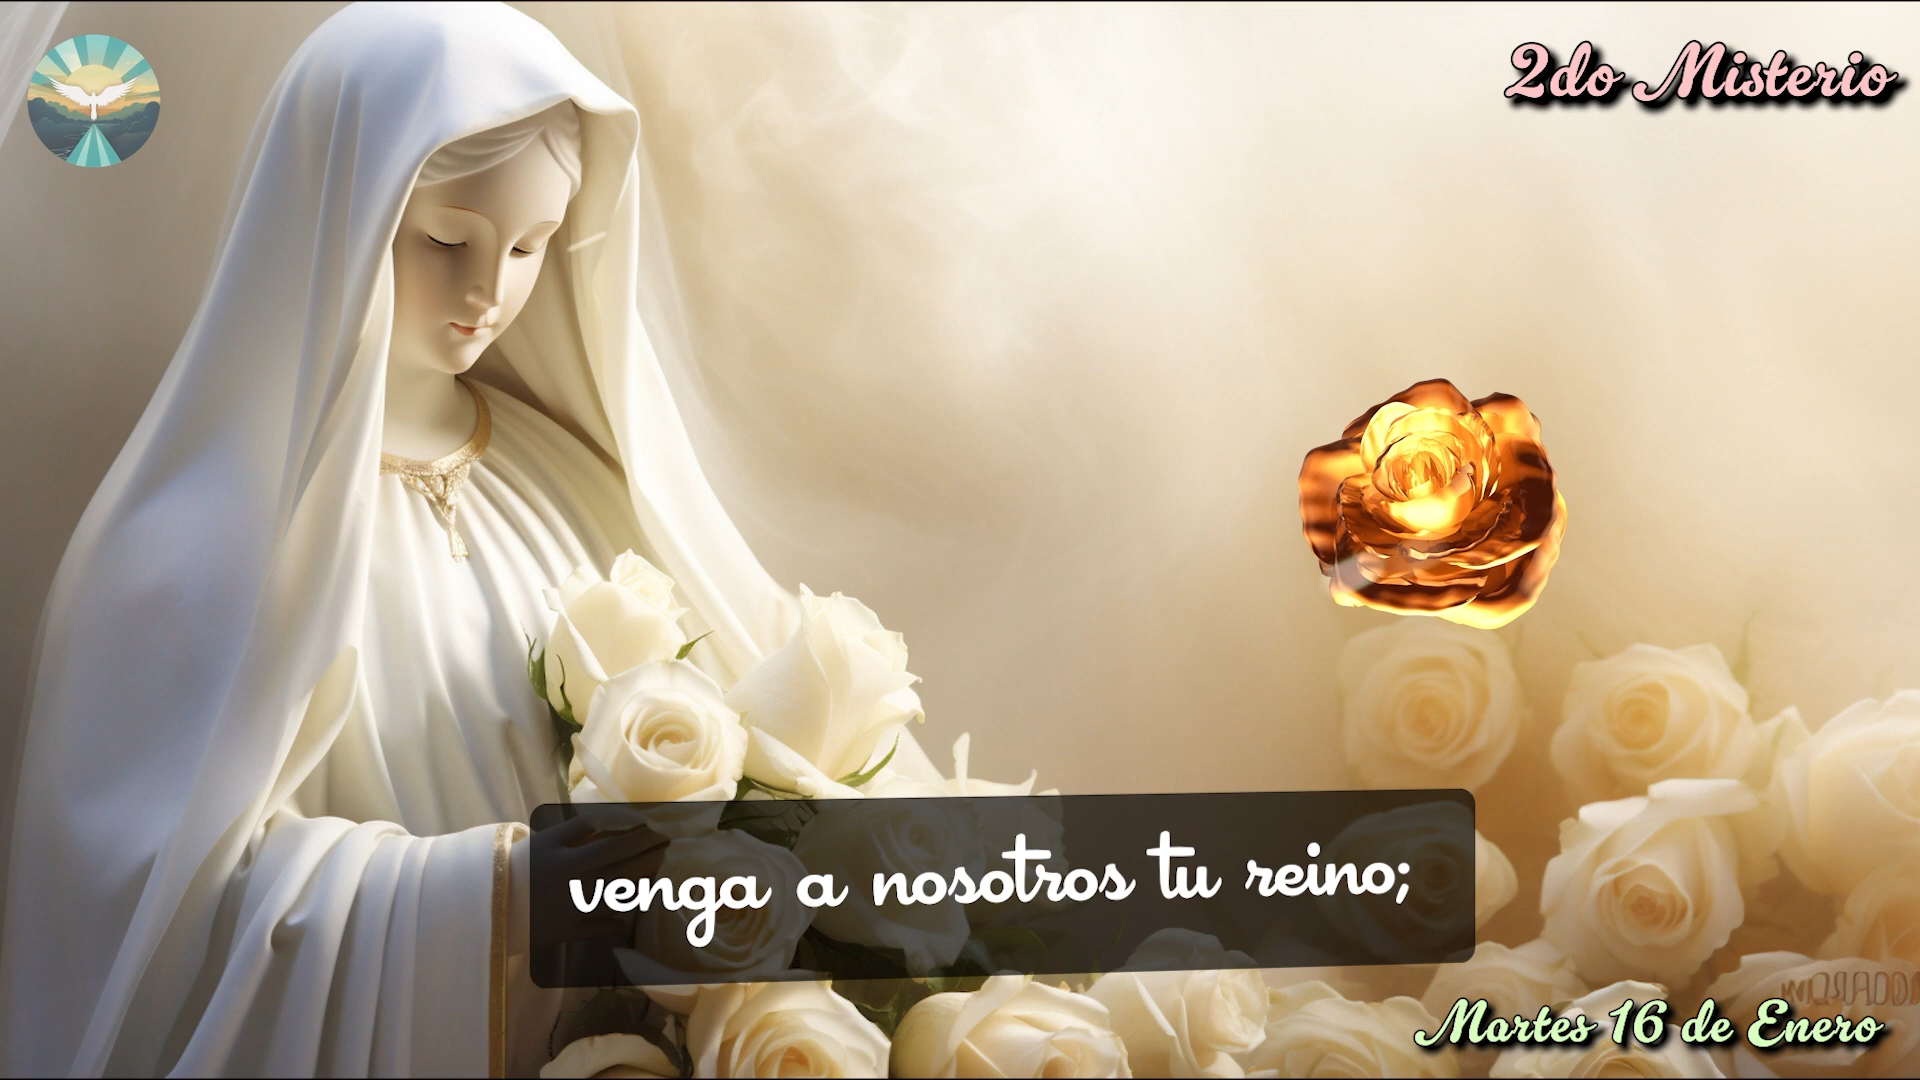 2do Misterio
venga a nosotros tu reino;
Martes 16 de Enero